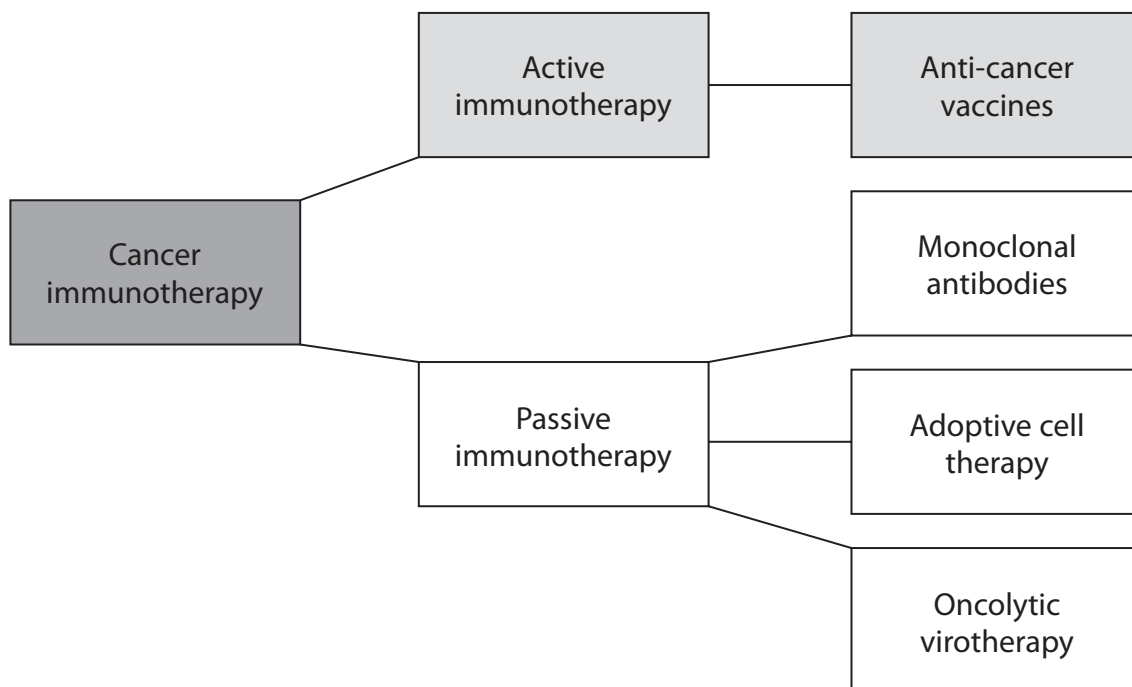 Active
immunotherapy
Anti-cancer
vaccines
Cancer
immunotherapy
Monoclonal
antibodies
Passive
immunotherapy
Adoptive cell
therapy
Oncolytic
virotherapy